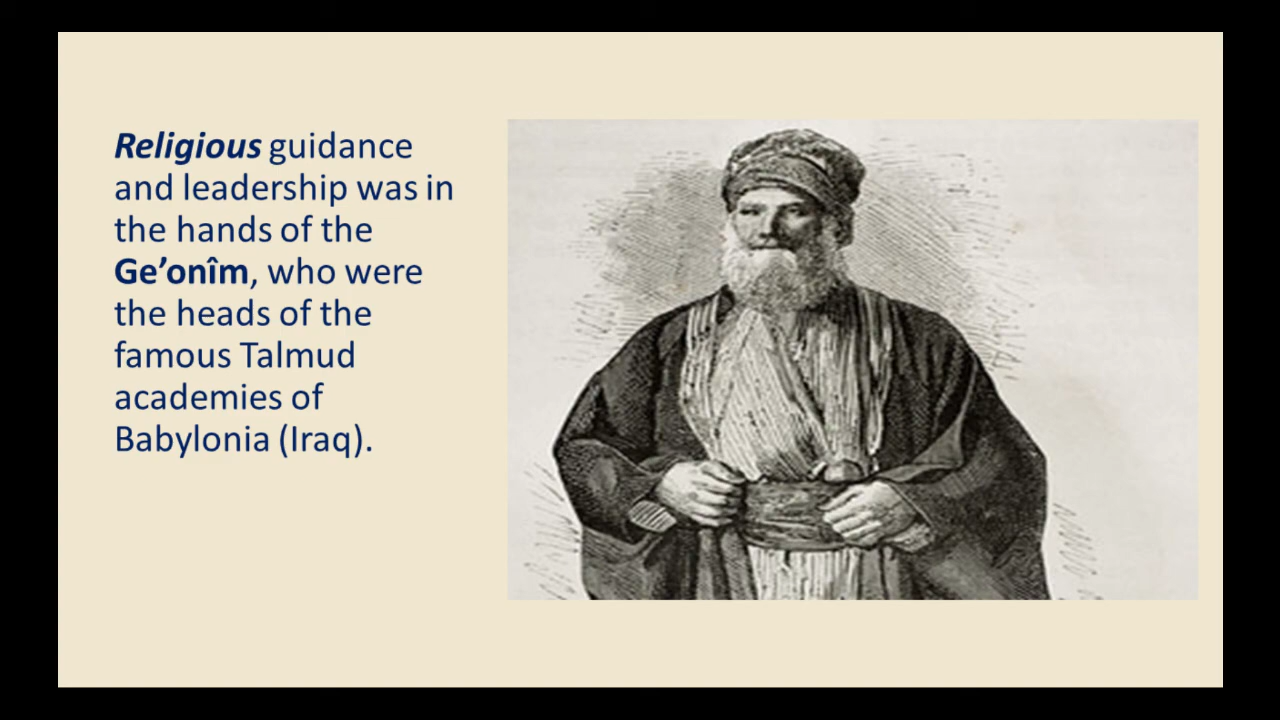 Religious guidance
and leadership was in
the hands of the
Ge’onîm, who were
the heads of the
famous Talmud
academies of
Babylonia (Iraq).